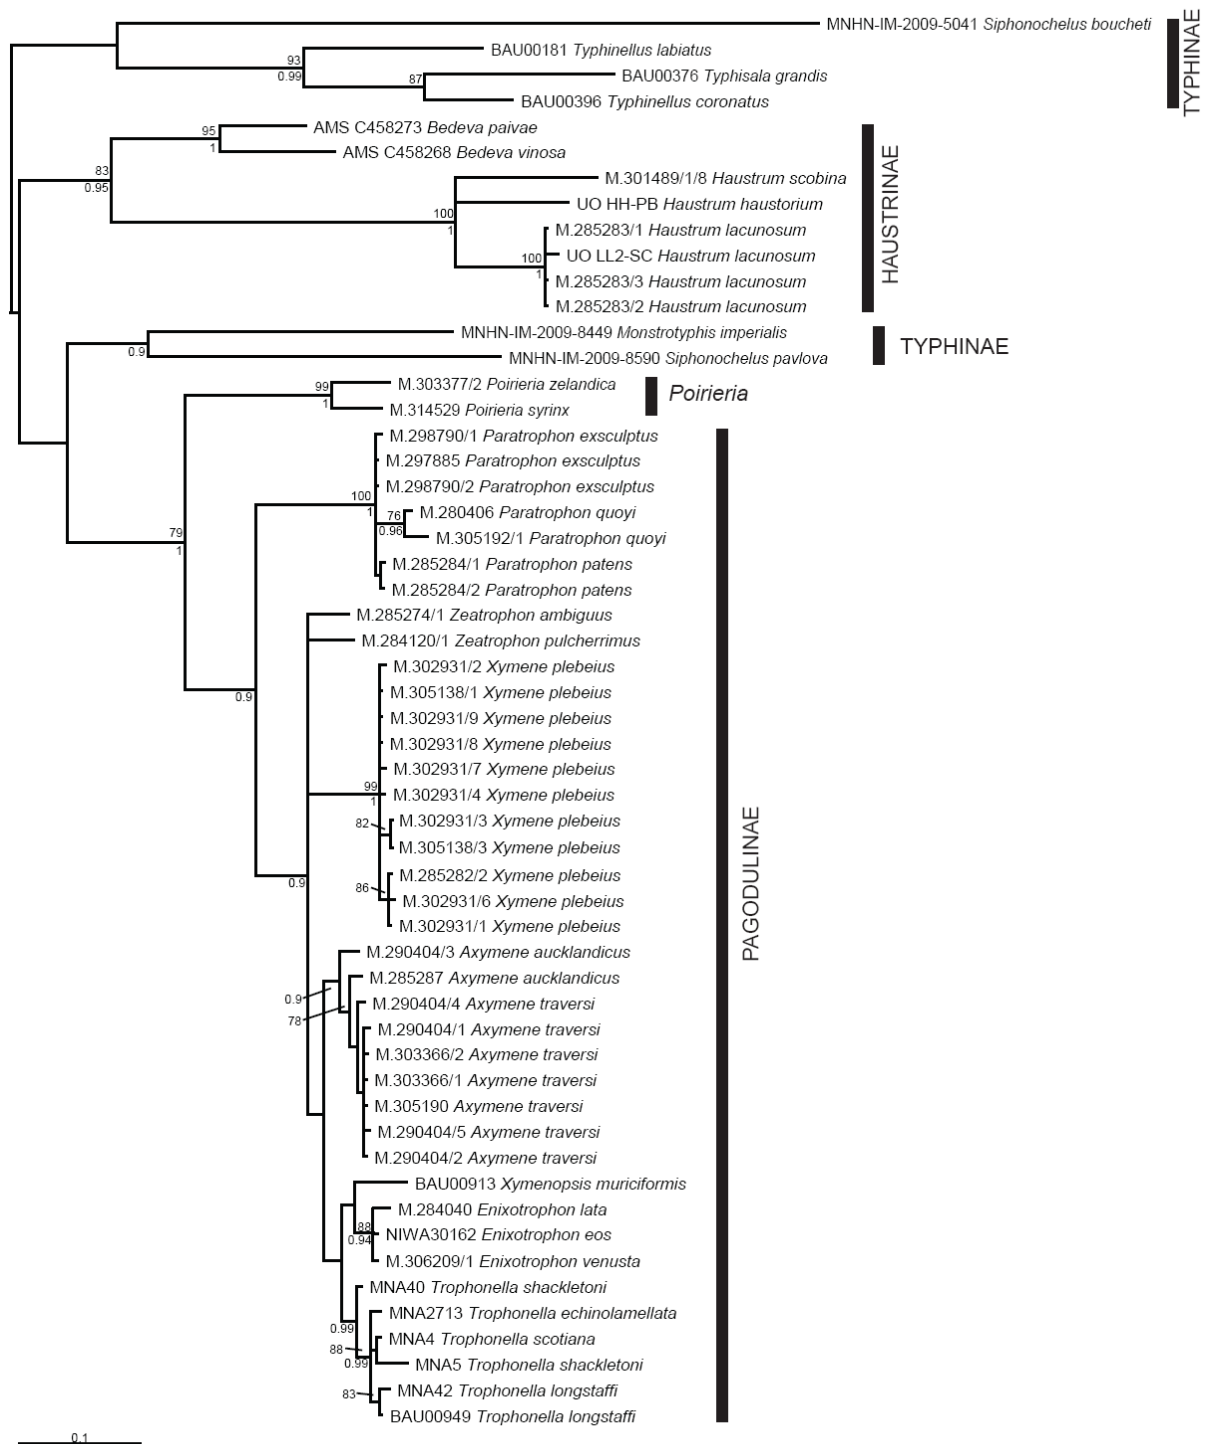 MNHN-IM-2009-5041 Siphonochelus boucheti
BAU00181 Typhinellus labiatus
93
0.99
BAU00376 Typhisala grandis
87
BAU00396 Typhinellus coronatus
TYPHINAE
AMS C458273 Bedeva paivae
95
1
AMS C458268 Bedeva vinosa
83
0.95
M.301489/1/8 Haustrum scobina
UO HH-PB Haustrum haustorium
100
1
M.285283/1 Haustrum lacunosum
UO LL2-SC Haustrum lacunosum
100
1
M.285283/3 Haustrum lacunosum
M.285283/2 Haustrum lacunosum
HAUSTRINAE
MNHN-IM-2009-8449 Monstrotyphis imperialis
0.9
MNHN-IM-2009-8590 Siphonochelus pavlova
TYPHINAE
M.303377/2 Poirieria zelandica
99
1
M.314529 Poirieria syrinx
Poirieria
M.298790/1 Paratrophon exsculptus
M.297885 Paratrophon exsculptus
M.298790/2 Paratrophon exsculptus
100
1
M.280406 Paratrophon quoyi
76
0.96
M.305192/1 Paratrophon quoyi
79
1
M.285284/1 Paratrophon patens
M.285284/2 Paratrophon patens
M.285274/1 Zeatrophon ambiguus
M.284120/1 Zeatrophon pulcherrimus
M.302931/2 Xymene plebeius
M.305138/1 Xymene plebeius
0.9
M.302931/9 Xymene plebeius
M.302931/8 Xymene plebeius
M.302931/7 Xymene plebeius
99
1
M.302931/4 Xymene plebeius
82
M.302931/3 Xymene plebeius
M.305138/3 Xymene plebeius
0.9
M.285282/2 Xymene plebeius
86
M.302931/6 Xymene plebeius
M.302931/1 Xymene plebeius
PAGODULINAE
M.290404/3 Axymene aucklandicus
M.285287 Axymene aucklandicus
0.9
78
M.290404/4 Axymene traversi
M.290404/1 Axymene traversi
M.303366/2 Axymene traversi
M.303366/1 Axymene traversi
M.305190 Axymene traversi
M.290404/5 Axymene traversi
M.290404/2 Axymene traversi
BAU00913 Xymenopsis muriciformis
M.284040 Enixotrophon lata
88
0.94
NIWA30162 Enixotrophon eos
M.306209/1 Enixotrophon venusta
MNA40 Trophonella shackletoni
MNA2713 Trophonella echinolamellata
0.99
MNA4 Trophonella scotiana
88
0.99
MNA5 Trophonella shackletoni
83
MNA42 Trophonella longstaffi
BAU00949 Trophonella longstaffi
0.1